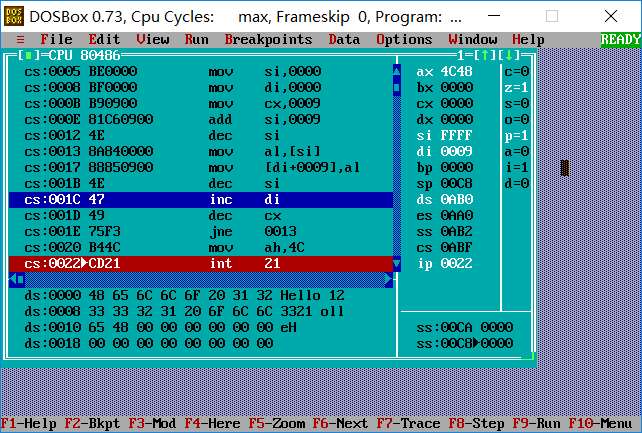 DOSBox 0.73, Cpu Cycles: max, Frameskip 0, Program: ...
≡ File Edit View Run Breakpoints Data Options Window Help READY
[■]=CPU 80486 1=[↑][↓]
cs:0005 BE0000 mov si,0000 ax 4C48 c=0
cs:0008 BF0000 mov di,0000 bx 0000 z=1
cs:000B B90900 mov cx,0009 cx 0000 s=0
cs:000E 81C60900 add si,0009 dx 0000 o=0
cs:0012 4E dec si si FFFF p=1
cs:0013 8A840000 mov al,[si] di 0009 a=0
cs:0017 88850900 mov [di+0009],al bp 0000 i=1
cs:001B 4E dec si sp 00C8 d=0
cs:001C 47 inc di ds 0AB0
cs:001D 49 dec cx es 0AA0
cs:001E 75F3 jne 0013 ss 0AB2
cs:0020 B44C mov ah,4C cs 0ABF
cs:0022►CD21 int 21 ip 0022
ds:0000 48 65 6C 6C 6F 20 31 32 Hello 12
ds:0008 33 33 32 31 20 6F 6C 6C 3321 oll
ds:0010 65 48 00 00 00 00 00 00 eH ss:00CA 0000
ds:0018 00 00 00 00 00 00 00 00 ss:00C8►0000
F1-Help F2-Bkpt F3-Mod F4-Here F5-Zoom F6-Next F7-Trace F8-Step F9-Run F10-Menu